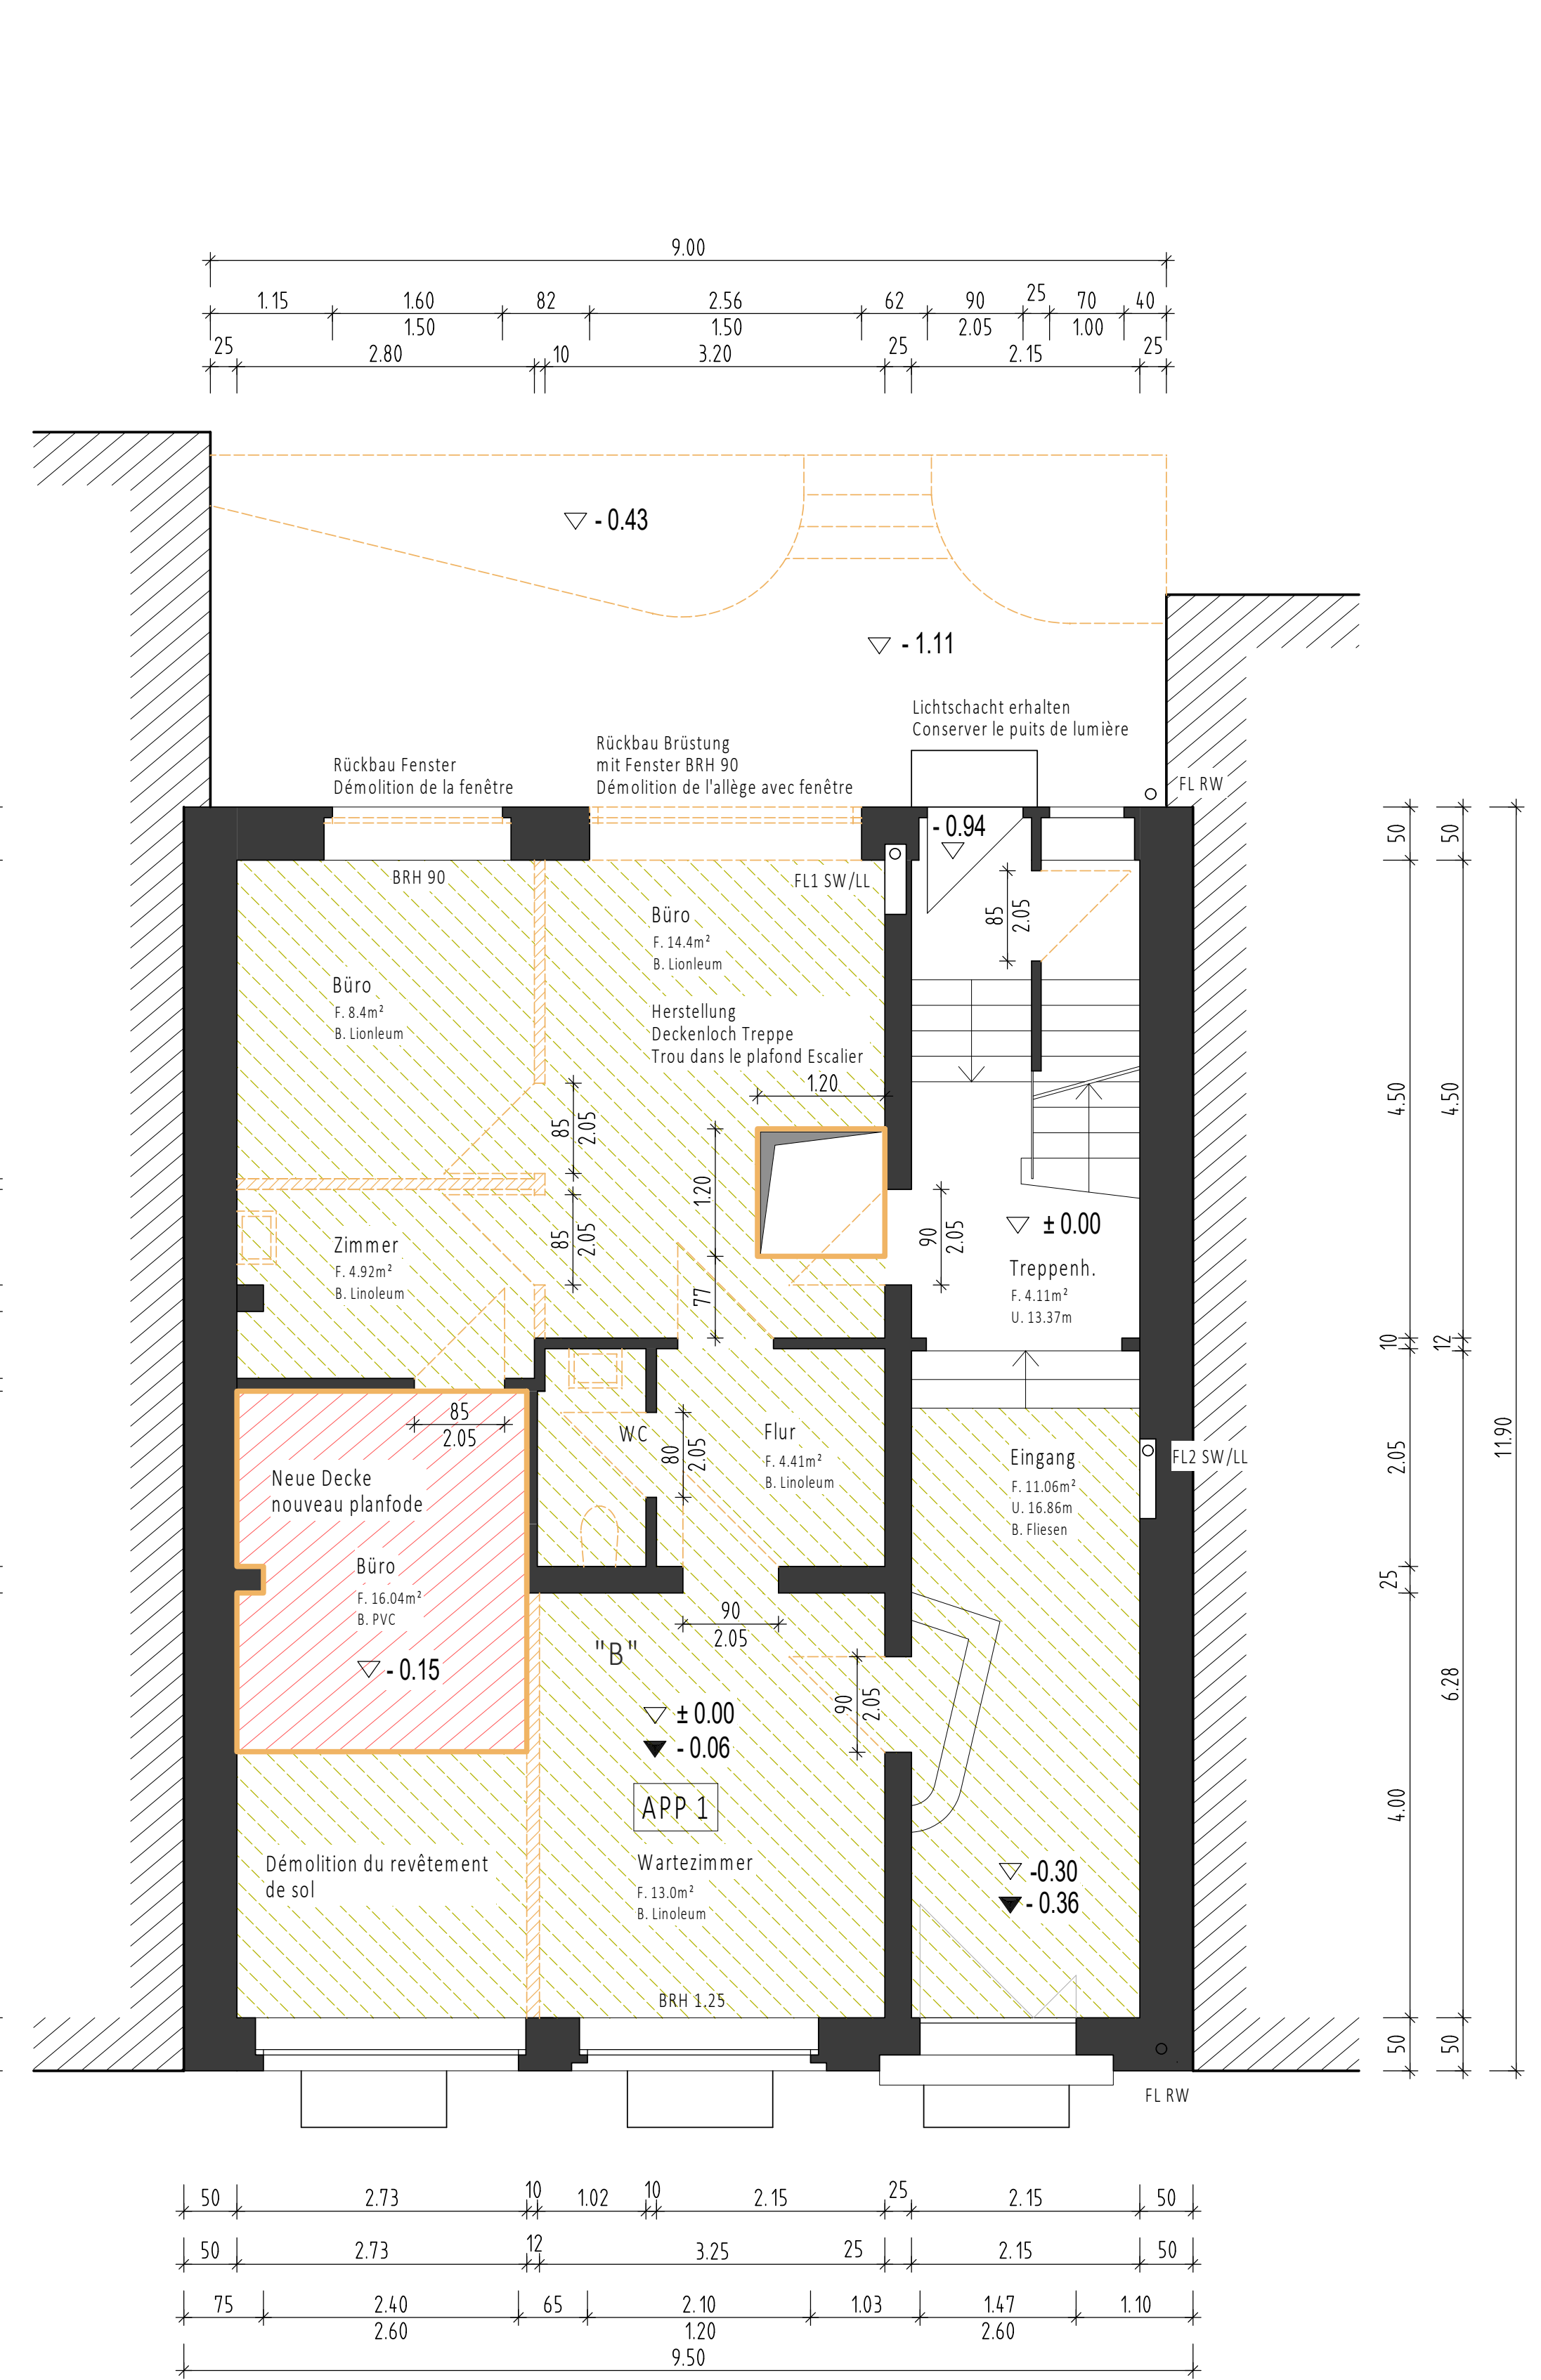 9.00
1.15 1.60 82 2.56 62 90 25 70 40
1.50 1.50 2.05 1.00
25 2.80 10 3.20 25 2.15 25
- 0.43
- 1.11
Lichtschacht erhalten
Conserver le puits de lumière
Rückbau Fenster
Démolition de la fenêtre
Rückbau Brüstung
mit Fenster BRH 90
Démolition de l'allège avec fenêtre
FL RW
- 0.94
BRH 90
FL1 SW/LL
85
2.05
Büro
F. 14.4m²
B. Lionleum
Büro
F. 8.4m²
B. Lionleum
Herstellung
Deckenloch Treppe
Trou dans le plafond Escalier
1.20
85
2.05
1.20
85
2.05
77
90
2.05
± 0.00
Treppenh.
F. 4.11m²
U. 13.37m
Zimmer
F. 4.92m²
B. Linoleum
85
2.05
WC
80
2.05
Flur
F. 4.41m²
B. Linoleum
Eingang
F. 11.06m²
U. 16.86m
B. Fliesen
FL2 SW/LL
Neue Decke
nouveau planfode
Büro
F. 16.04m²
B. PVC
- 0.15
90
2.05
"B"
90
2.05
± 0.00
- 0.06
APP 1
Wartezimmer
F. 13.0m²
B. Linoleum
Démolition du revêtement
de sol
-0.30
- 0.36
BRH 1.25
FL RW
50
4.50
10
2.05
25
4.00
50
50
4.50
12
6.28
50
11.90
50 2.73 10 1.02 10 2.15 25 2.15 50
50 2.73 12 3.25 25 2.15 50
75 2.40 65 2.10 1.03 1.47 1.10
2.60 1.20 2.60
9.50